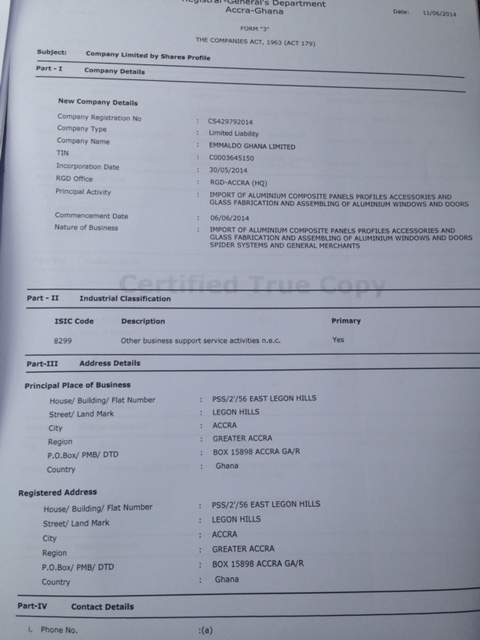 Registrar-General's Department
Accra-Ghana
Date: 11/06/2014
FORM "3"
THE COMPANIES ACT, 1963 (ACT 179)
Subject: Company Limited by Shares Profile
Part - I Company Details
New Company Details
Company Registration No : CS429792014
Company Type : Limited Liability
Company Name : EMMALDO GHANA LIMITED
TIN : C0003645150
Incorporation Date : 30/05/2014
RGD Office : RGD-ACCRA (HQ)
Principal Activity : IMPORT OF ALUMINIUM COMPOSITE PANELS PROFILES ACCESSORIES AND
GLASS FABRICATION AND ASSEMBLING OF ALUMINIUM WINDOWS AND DOORS
Commencement Date : 06/06/2014
Nature of Business : IMPORT OF ALUMINIUM COMPOSITE PANELS PROFILES ACCESSORIES AND
GLASS FABRICATION AND ASSEMBLING OF ALUMINIUM WINDOWS AND DOORS
SPIDER SYSTEMS AND GENERAL MERCHANTS
Certified True Copy
Part - II Industrial Classification
ISIC Code Description Primary
8299 Other business support service activities n.e.c. Yes
Part-III Address Details
Principal Place of Business
House/ Building/ Flat Number : PSS/2'/56 EAST LEGON HILLS
Street/ Land Mark : LEGON HILLS
City : ACCRA
Region : GREATER ACCRA
P.O.Box/ PMB/ DTD : BOX 15898 ACCRA GA/R
Country : Ghana
Registered Address
House/ Building/ Flat Number : PSS/2'/56 EAST LEGON HILLS
Street/ Land Mark : LEGON HILLS
City : ACCRA
Region : GREATER ACCRA
P.O.Box/ PMB/ DTD : BOX 15898 ACCRA GA/R
Country : Ghana
Part-IV Contact Details
i. Phone No. :(a)